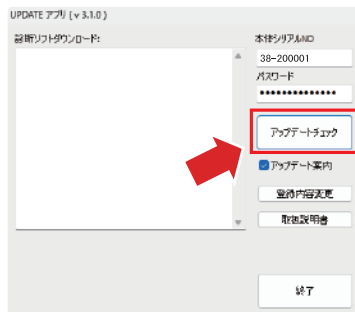 UPDATE アプリ ( v 3.1.0 )
診断ソフトダウンロード:
本体シリアルNO
38-200001
パスワード
••••••••••••••
アップデートチェック
アップデート案内
登録内容変更
取扱説明書
終了